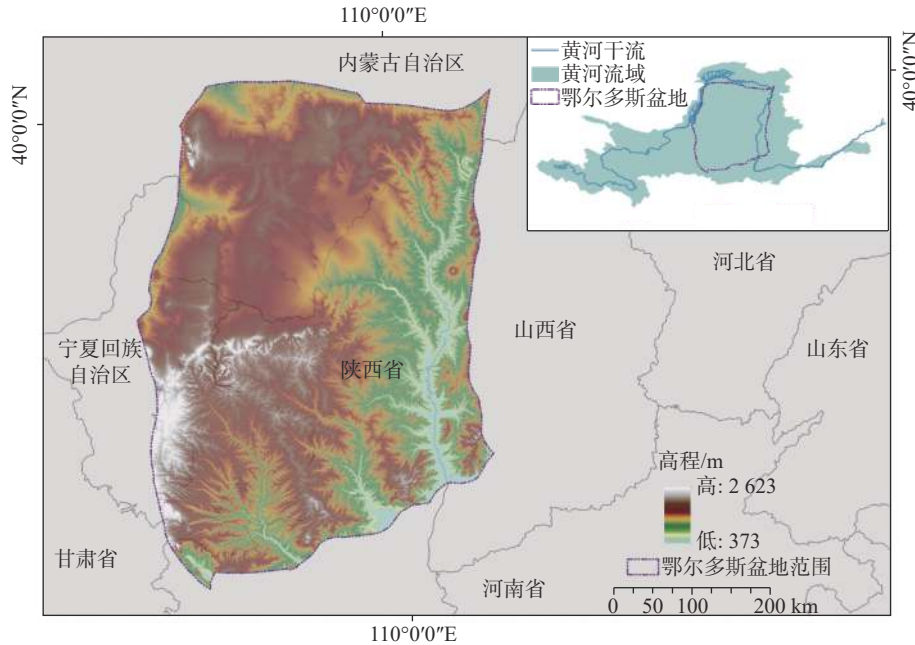 110°0′0″E
内蒙古自治区
黄河干流
黄河流域
鄂尔多斯盆地
40°0′0″N
40°0′0″N
河北省
山西省
宁夏回族
自治区
陕西省
山东省
高程/m
高: 2 623
低: 373
甘肃省
河南省
鄂尔多斯盆地范围
0 50 100 200 km
110°0′0″E